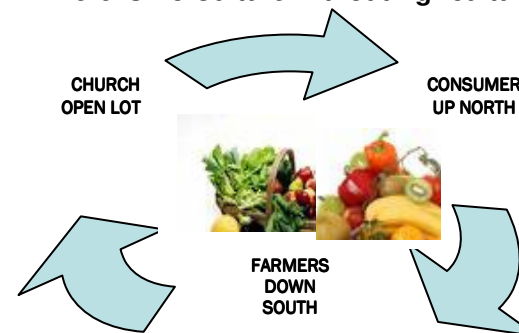 CHURCH
OPEN LOT
CONSUMER
UP NORTH
FARMERS
DOWN
SOUTH